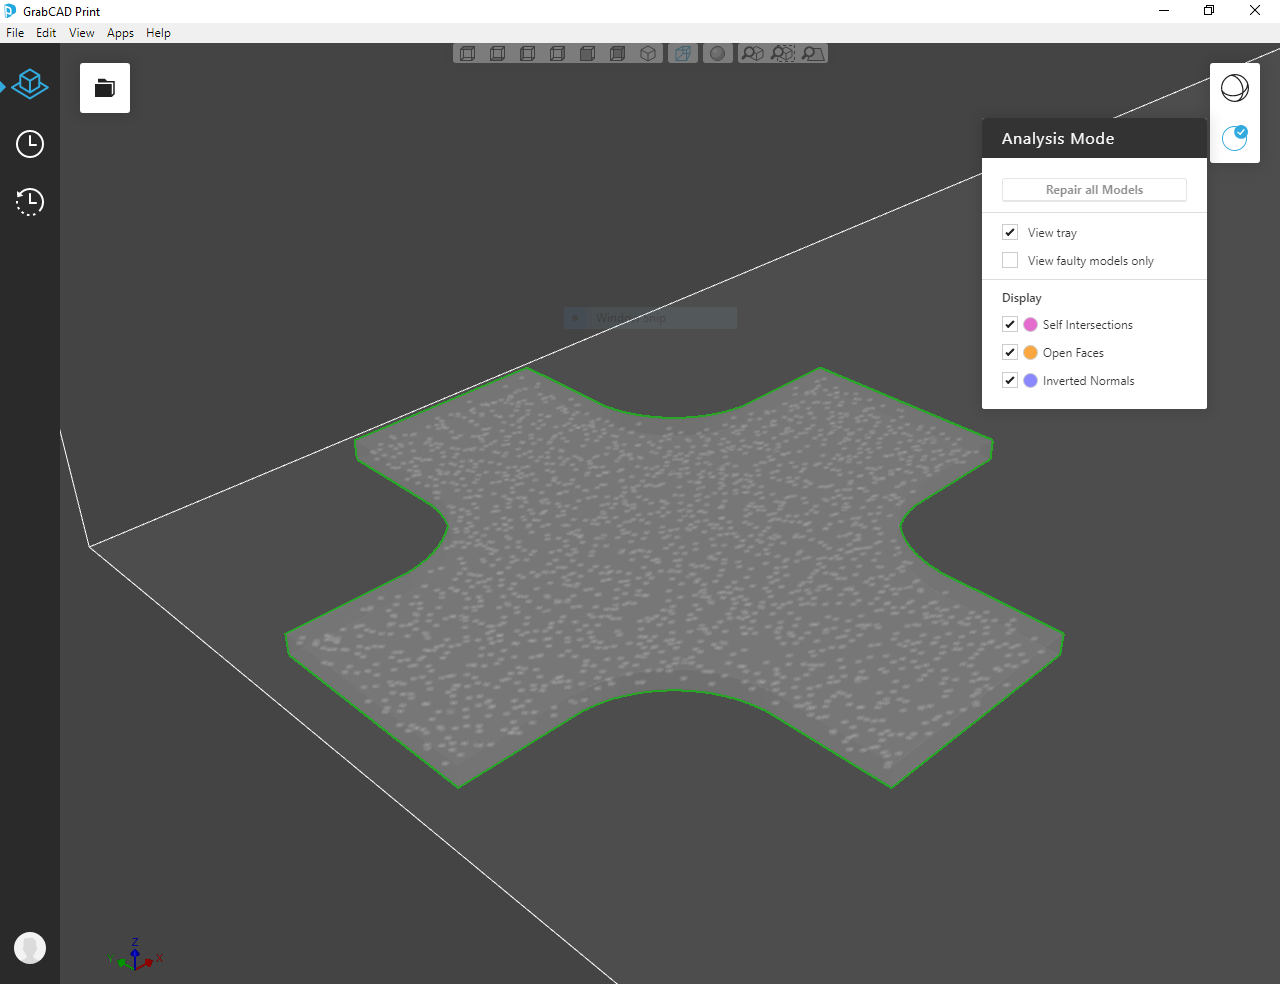 GrabCAD Print
File Edit View Apps Help
Analysis Mode
Repair all Models
View tray
View faulty models only
Display
Self Intersections
Open Faces
Inverted Normals
Z
Y
X